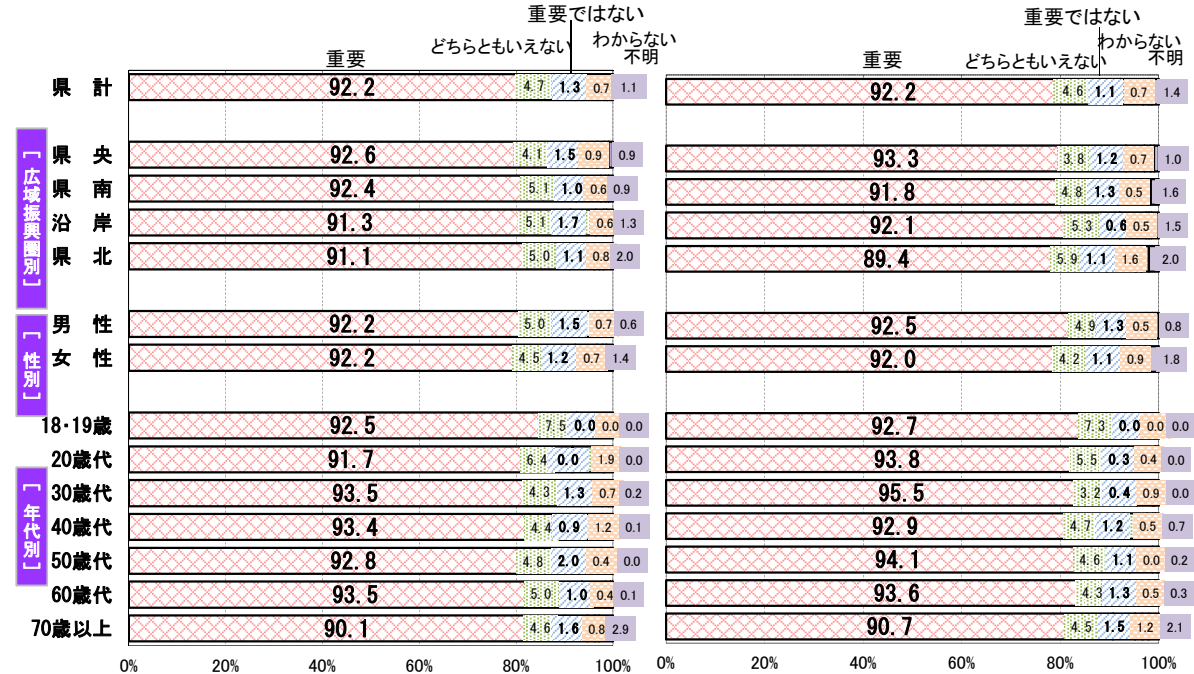 重要ではない 重要ではない
どちらともいえない わからない わからない
重要 不明 重要 どちらともいえない 不明
県 計 92.2 4.7 1.3 0.7 1.1 92.2 4.6 1.1 0.7 1.4
[広域振興圏別]
県 央 92.6 4.1 1.5 0.9 0.9 93.3 3.8 1.2 0.7 1.0
県 南 92.4 5.1 1.0 0.6 0.9 91.8 4.8 1.3 0.5 1.6
沿 岸 91.3 5.1 1.7 0.6 1.3 92.1 5.3 0.6 0.5 1.5
県 北 91.1 5.0 1.1 0.8 2.0 89.4 5.9 1.1 1.6 2.0
[性別]
男 性 92.2 5.0 1.5 0.7 0.6 92.5 4.9 1.3 0.5 0.8
女 性 92.2 4.5 1.2 0.7 1.4 92.0 4.2 1.1 0.9 1.8
[年代別]
18・19歳 92.5 7.5 0.0 0.0 0.0 92.7 7.3 0.0 0.0 0.0
20歳代 91.7 6.4 0.0 1.9 0.0 93.8 5.5 0.3 0.4 0.0
30歳代 93.5 4.3 1.3 0.7 0.2 95.5 3.2 0.4 0.9 0.0
40歳代 93.4 4.4 0.9 1.2 0.1 92.9 4.7 1.2 0.5 0.7
50歳代 92.8 4.8 2.0 0.4 0.0 94.1 4.6 1.1 0.0 0.2
60歳代 93.5 5.0 1.0 0.4 0.1 93.6 4.3 1.3 0.5 0.3
70歳以上 90.1 4.6 1.6 0.8 2.9 90.7 4.5 1.5 1.2 2.1
0% 20% 40% 60% 80% 100% 0% 20% 40% 60% 80% 100%